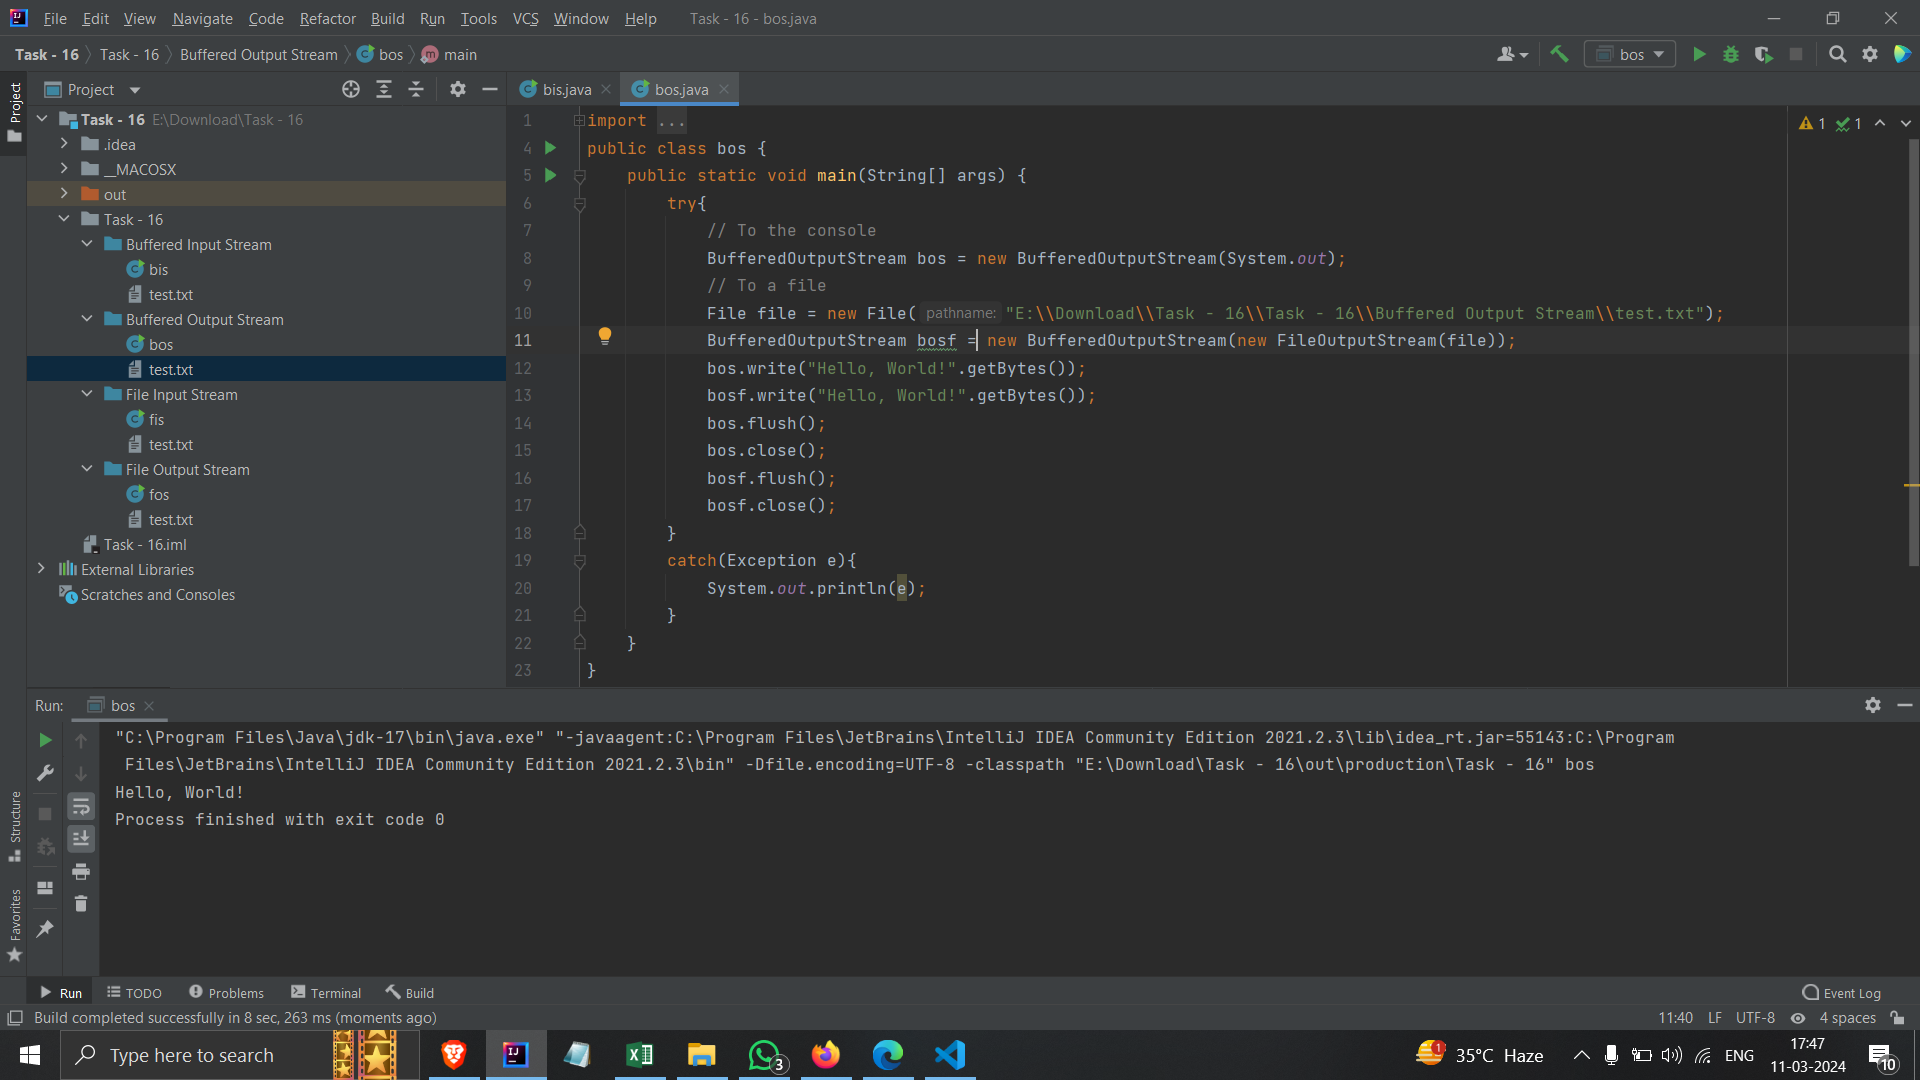 File Edit View Navigate Code Refactor Build Run Tools VCS Window Help Task - 16 - bos.java
Task - 16 Task - 16 Buffered Output Stream bos main
bos
Project
Project
bis.java
bos.java
Task - 16 E:\Download\Task - 16
.idea
__MACOSX
out
Task - 16
Buffered Input Stream
bis
test.txt
Buffered Output Stream
bos
test.txt
File Input Stream
fis
test.txt
File Output Stream
fos
test.txt
Task - 16.iml
External Libraries
Scratches and Consoles
1 1
1 import ...
4 public class bos {
5 public static void main(String[] args) {
6 try{
7 // To the console
8 BufferedOutputStream bos = new BufferedOutputStream(System.out);
9 // To a file
10 File file = new File( pathname: "E:\\Download\\Task - 16\\Task - 16\\Buffered Output Stream\\test.txt");
11 BufferedOutputStream bosf = new BufferedOutputStream(new FileOutputStream(file));
12 bos.write("Hello, World!".getBytes());
13 bosf.write("Hello, World!".getBytes());
14 bos.flush();
15 bos.close();
16 bosf.flush();
17 bosf.close();
18 }
19 catch(Exception e){
20 System.out.println(e);
21 }
22 }
23 }
Run: bos
"C:\Program Files\Java\jdk-17\bin\java.exe" "-javaagent:C:\Program Files\JetBrains\IntelliJ IDEA Community Edition 2021.2.3\lib\idea_rt.jar=55143:C:\Program
Files\JetBrains\IntelliJ IDEA Community Edition 2021.2.3\bin" -Dfile.encoding=UTF-8 -classpath "E:\Download\Task - 16\out\production\Task - 16" bos
Hello, World!
Process finished with exit code 0
Structure
Favorites
Run TODO Problems Terminal Build Event Log
Build completed successfully in 8 sec, 263 ms (moments ago) 11:40 LF UTF-8 4 spaces
Type here to search
IJ
3
1
35°C Haze
ENG
17:47
11-03-2024
10